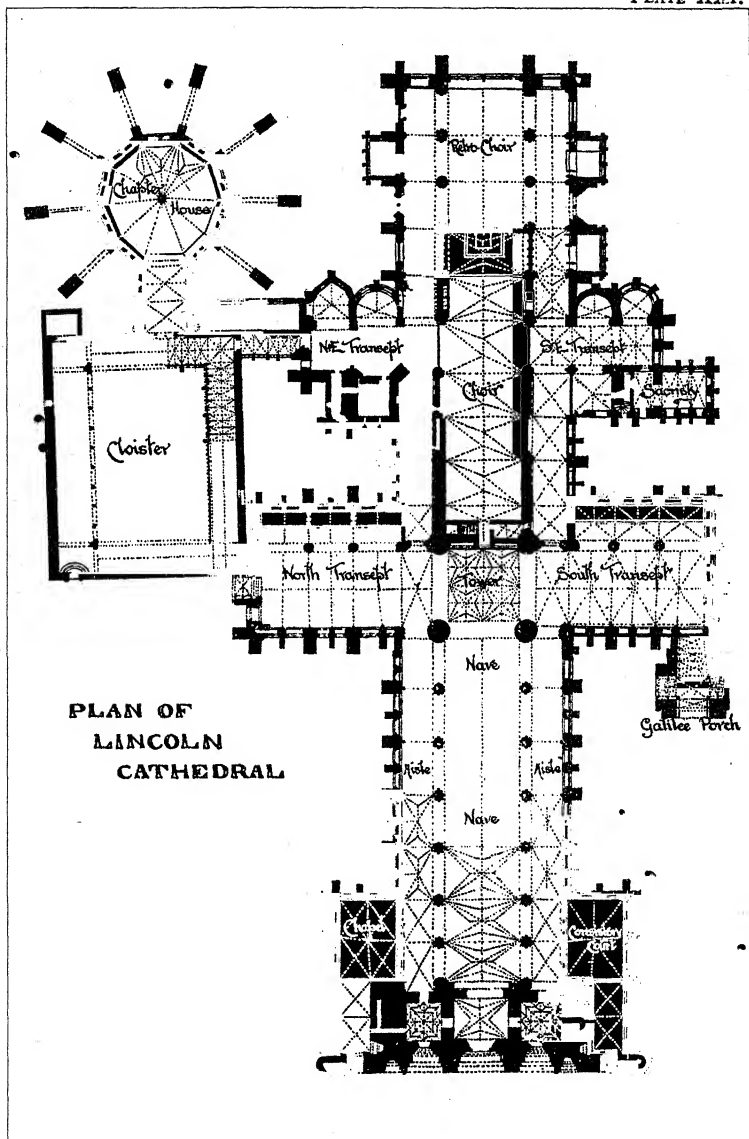 PLATE
Retro-Choir
Chapter
House
N.E. Transept
S.E. Transept
Choir
Sacristy
Cloister
North Transept
Tower
South Transept
Nave
PLAN OF
LINCOLN
CATHEDRAL
Galilee Porch
Aisle
Aisle
Nave
Chapel
Consistory
Court